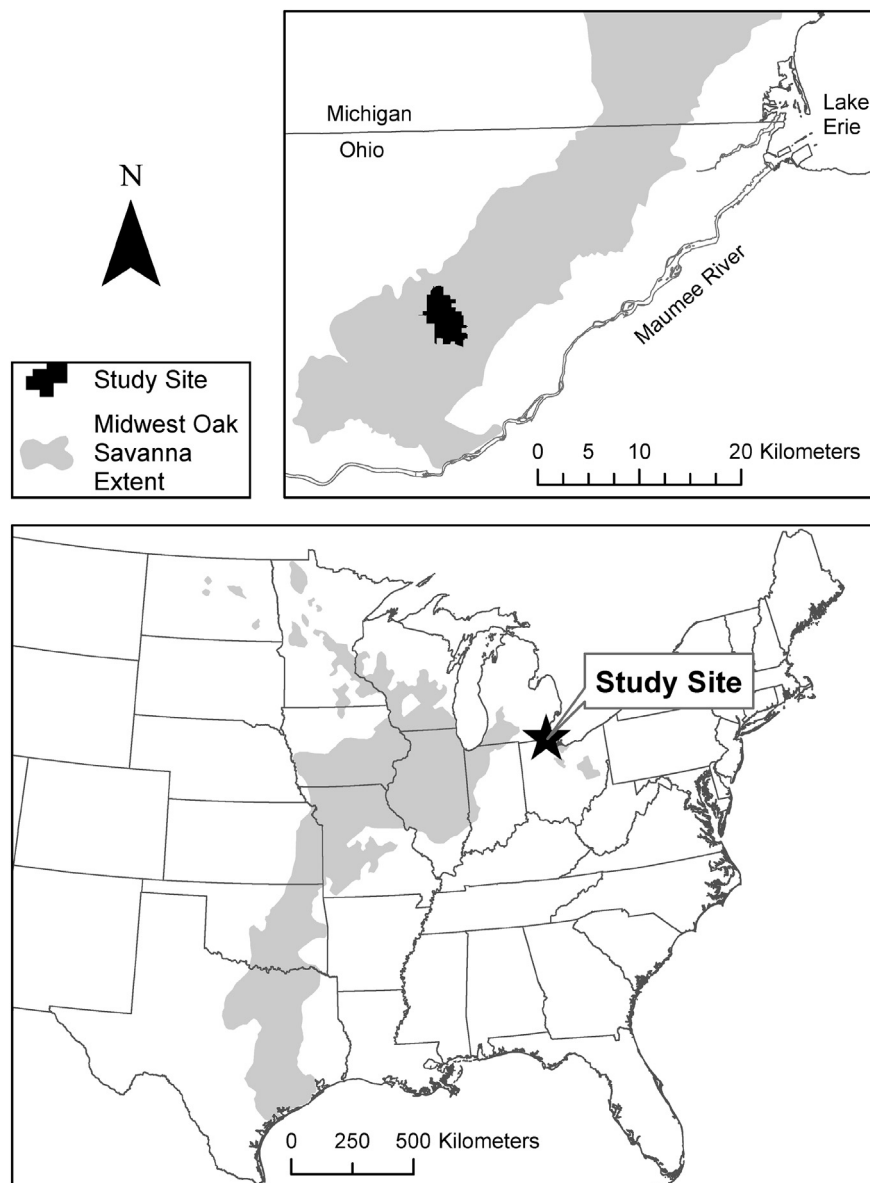 Michigan
Ohio
Lake
Erie
Maumee River
0 5 10 20 Kilometers
N
Study Site
Midwest Oak
Savanna
Extent
Study Site
0 250 500 Kilometers